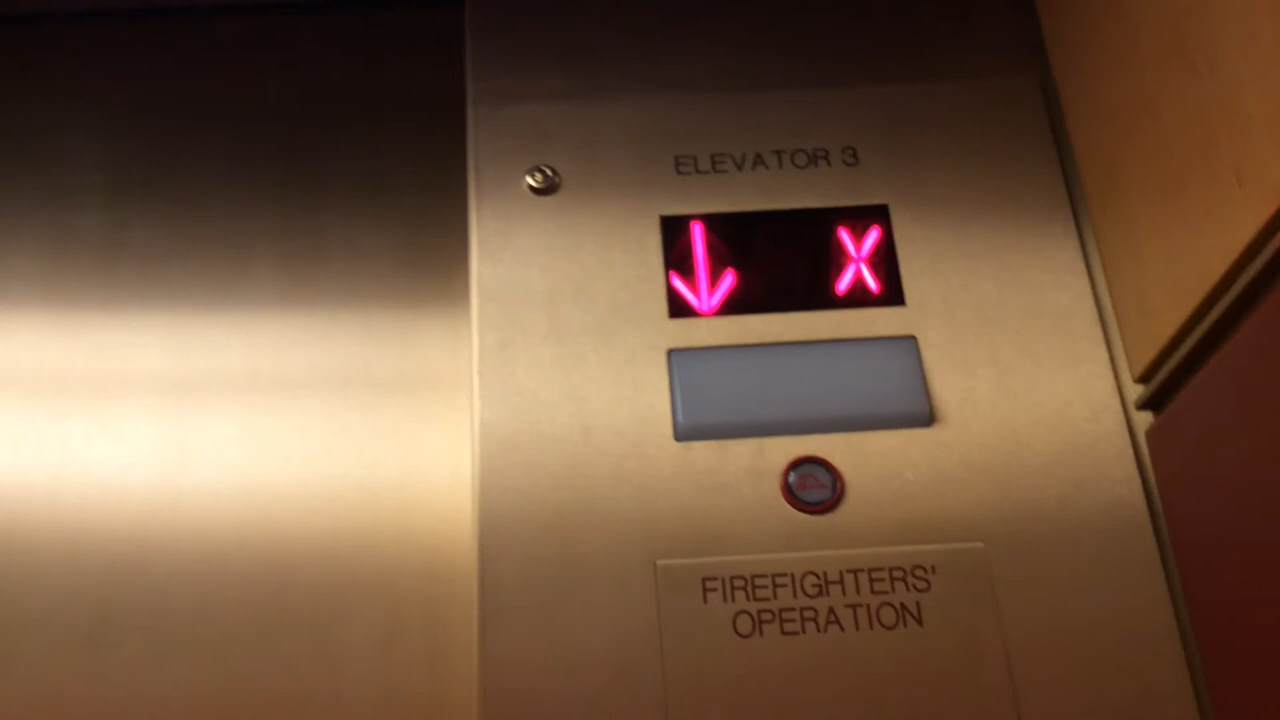 ELEVATOR 3
↓ X
FIREFIGHTERS'
OPERATION